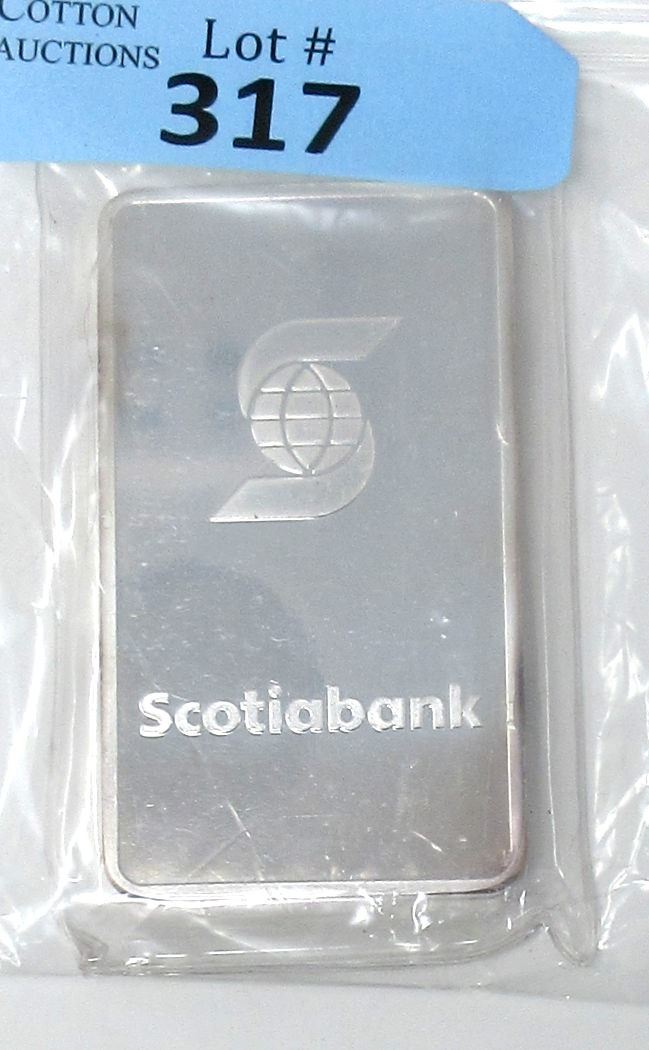 COTTON
AUCTIONS
Lot #
317
Scotiabank